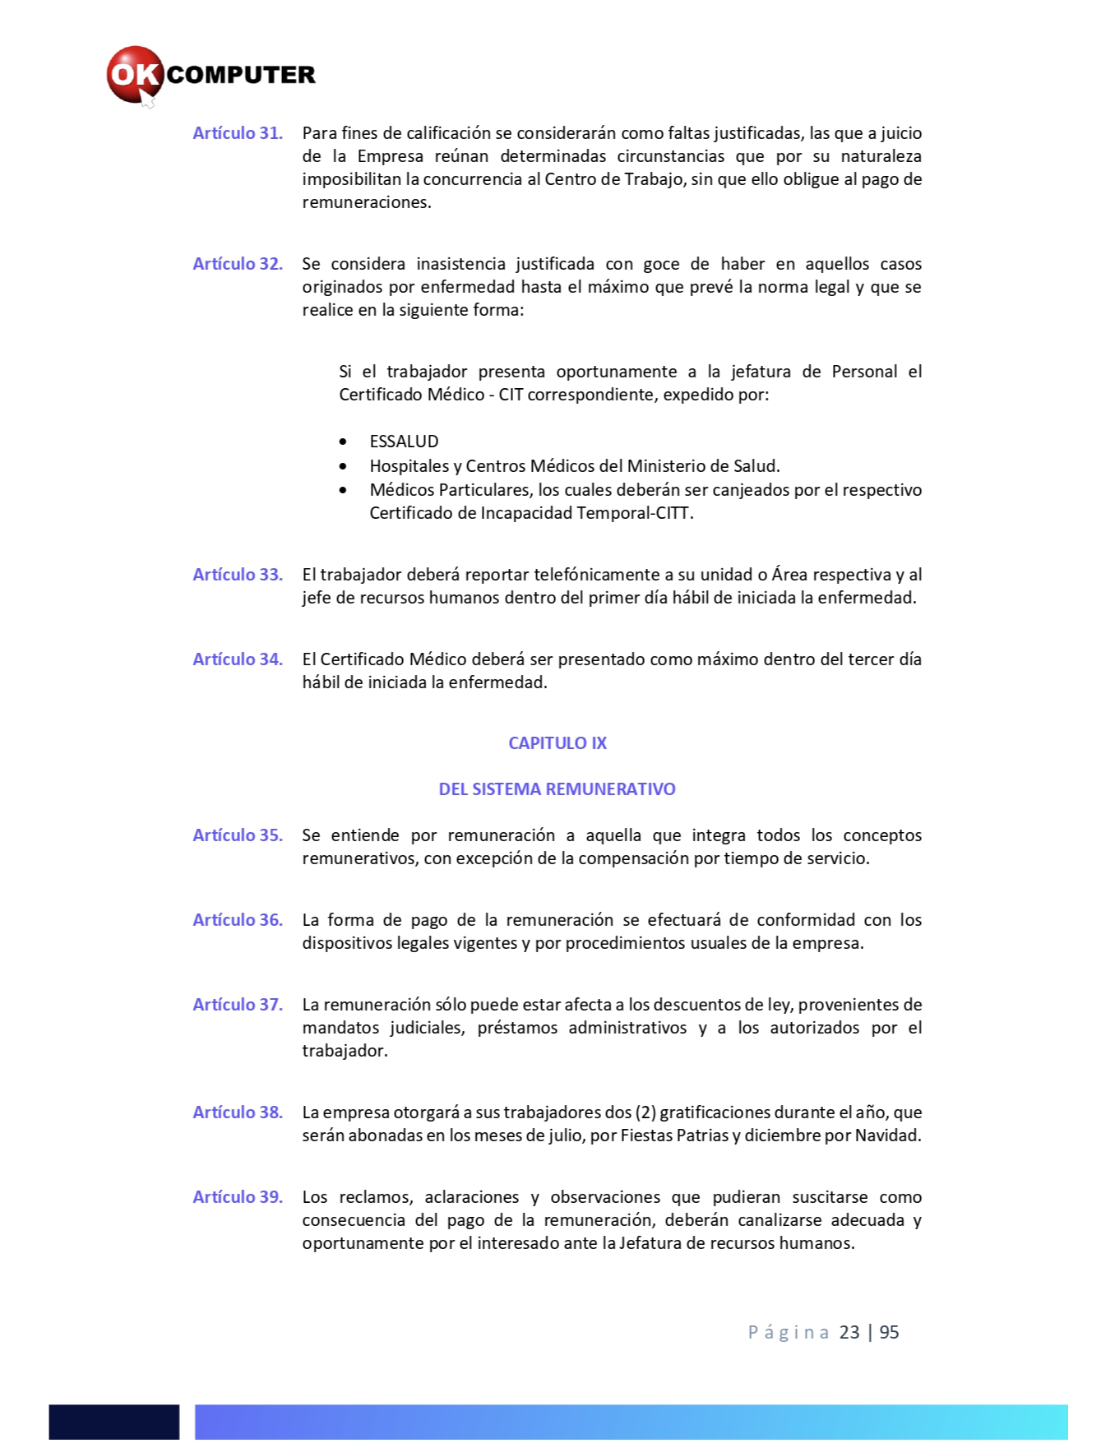 OK COMPUTER
Artículo 31. Para fines de calificación se considerarán como faltas justificadas, las que a juicio
de la Empresa reúnan determinadas circunstancias que por su naturaleza
imposibilitan la concurrencia al Centro de Trabajo, sin que ello obligue al pago de
remuneraciones.
Artículo 32. Se considera inasistencia justificada con goce de haber en aquellos casos
originados por enfermedad hasta el máximo que prevé la norma legal y que se
realice en la siguiente forma:
Si el trabajador presenta oportunamente a la jefatura de Personal el
Certificado Médico - CIT correspondiente, expedido por:
• ESSALUD
• Hospitales y Centros Médicos del Ministerio de Salud.
• Médicos Particulares, los cuales deberán ser canjeados por el respectivo
Certificado de Incapacidad Temporal-CITT.
Artículo 33. El trabajador deberá reportar telefónicamente a su unidad o Área respectiva y al
jefe de recursos humanos dentro del primer día hábil de iniciada la enfermedad.
Artículo 34. El Certificado Médico deberá ser presentado como máximo dentro del tercer día
hábil de iniciada la enfermedad.
CAPITULO IX
DEL SISTEMA REMUNERATIVO
Artículo 35. Se entiende por remuneración a aquella que integra todos los conceptos
remunerativos, con excepción de la compensación por tiempo de servicio.
Artículo 36. La forma de pago de la remuneración se efectuará de conformidad con los
dispositivos legales vigentes y por procedimientos usuales de la empresa.
Artículo 37. La remuneración sólo puede estar afecta a los descuentos de ley, provenientes de
mandatos judiciales, préstamos administrativos y a los autorizados por el
trabajador.
Artículo 38. La empresa otorgará a sus trabajadores dos (2) gratificaciones durante el año, que
serán abonadas en los meses de julio, por Fiestas Patrias y diciembre por Navidad.
Artículo 39. Los reclamos, aclaraciones y observaciones que pudieran suscitarse como
consecuencia del pago de la remuneración, deberán canalizarse adecuada y
oportunamente por el interesado ante la Jefatura de recursos humanos.
Página 23 | 95